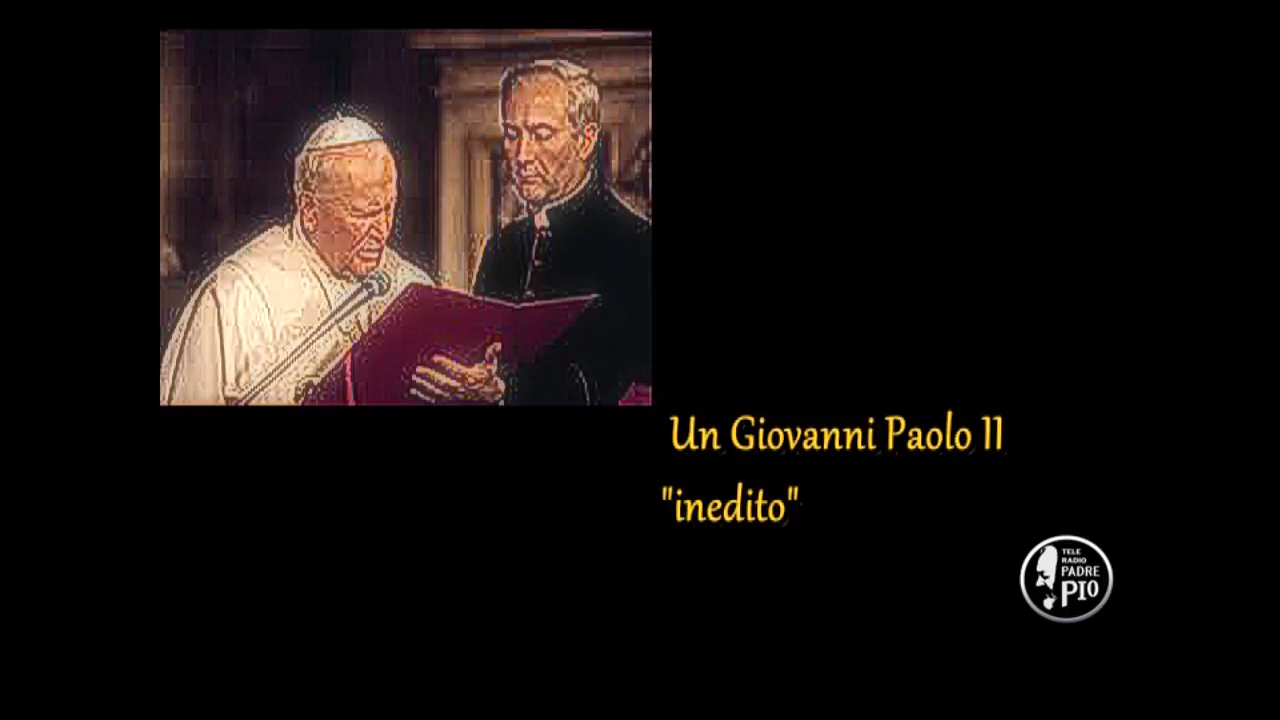 Un Giovanni Paolo II
"inedito"
TELE
RADIO
PADRE
PIO